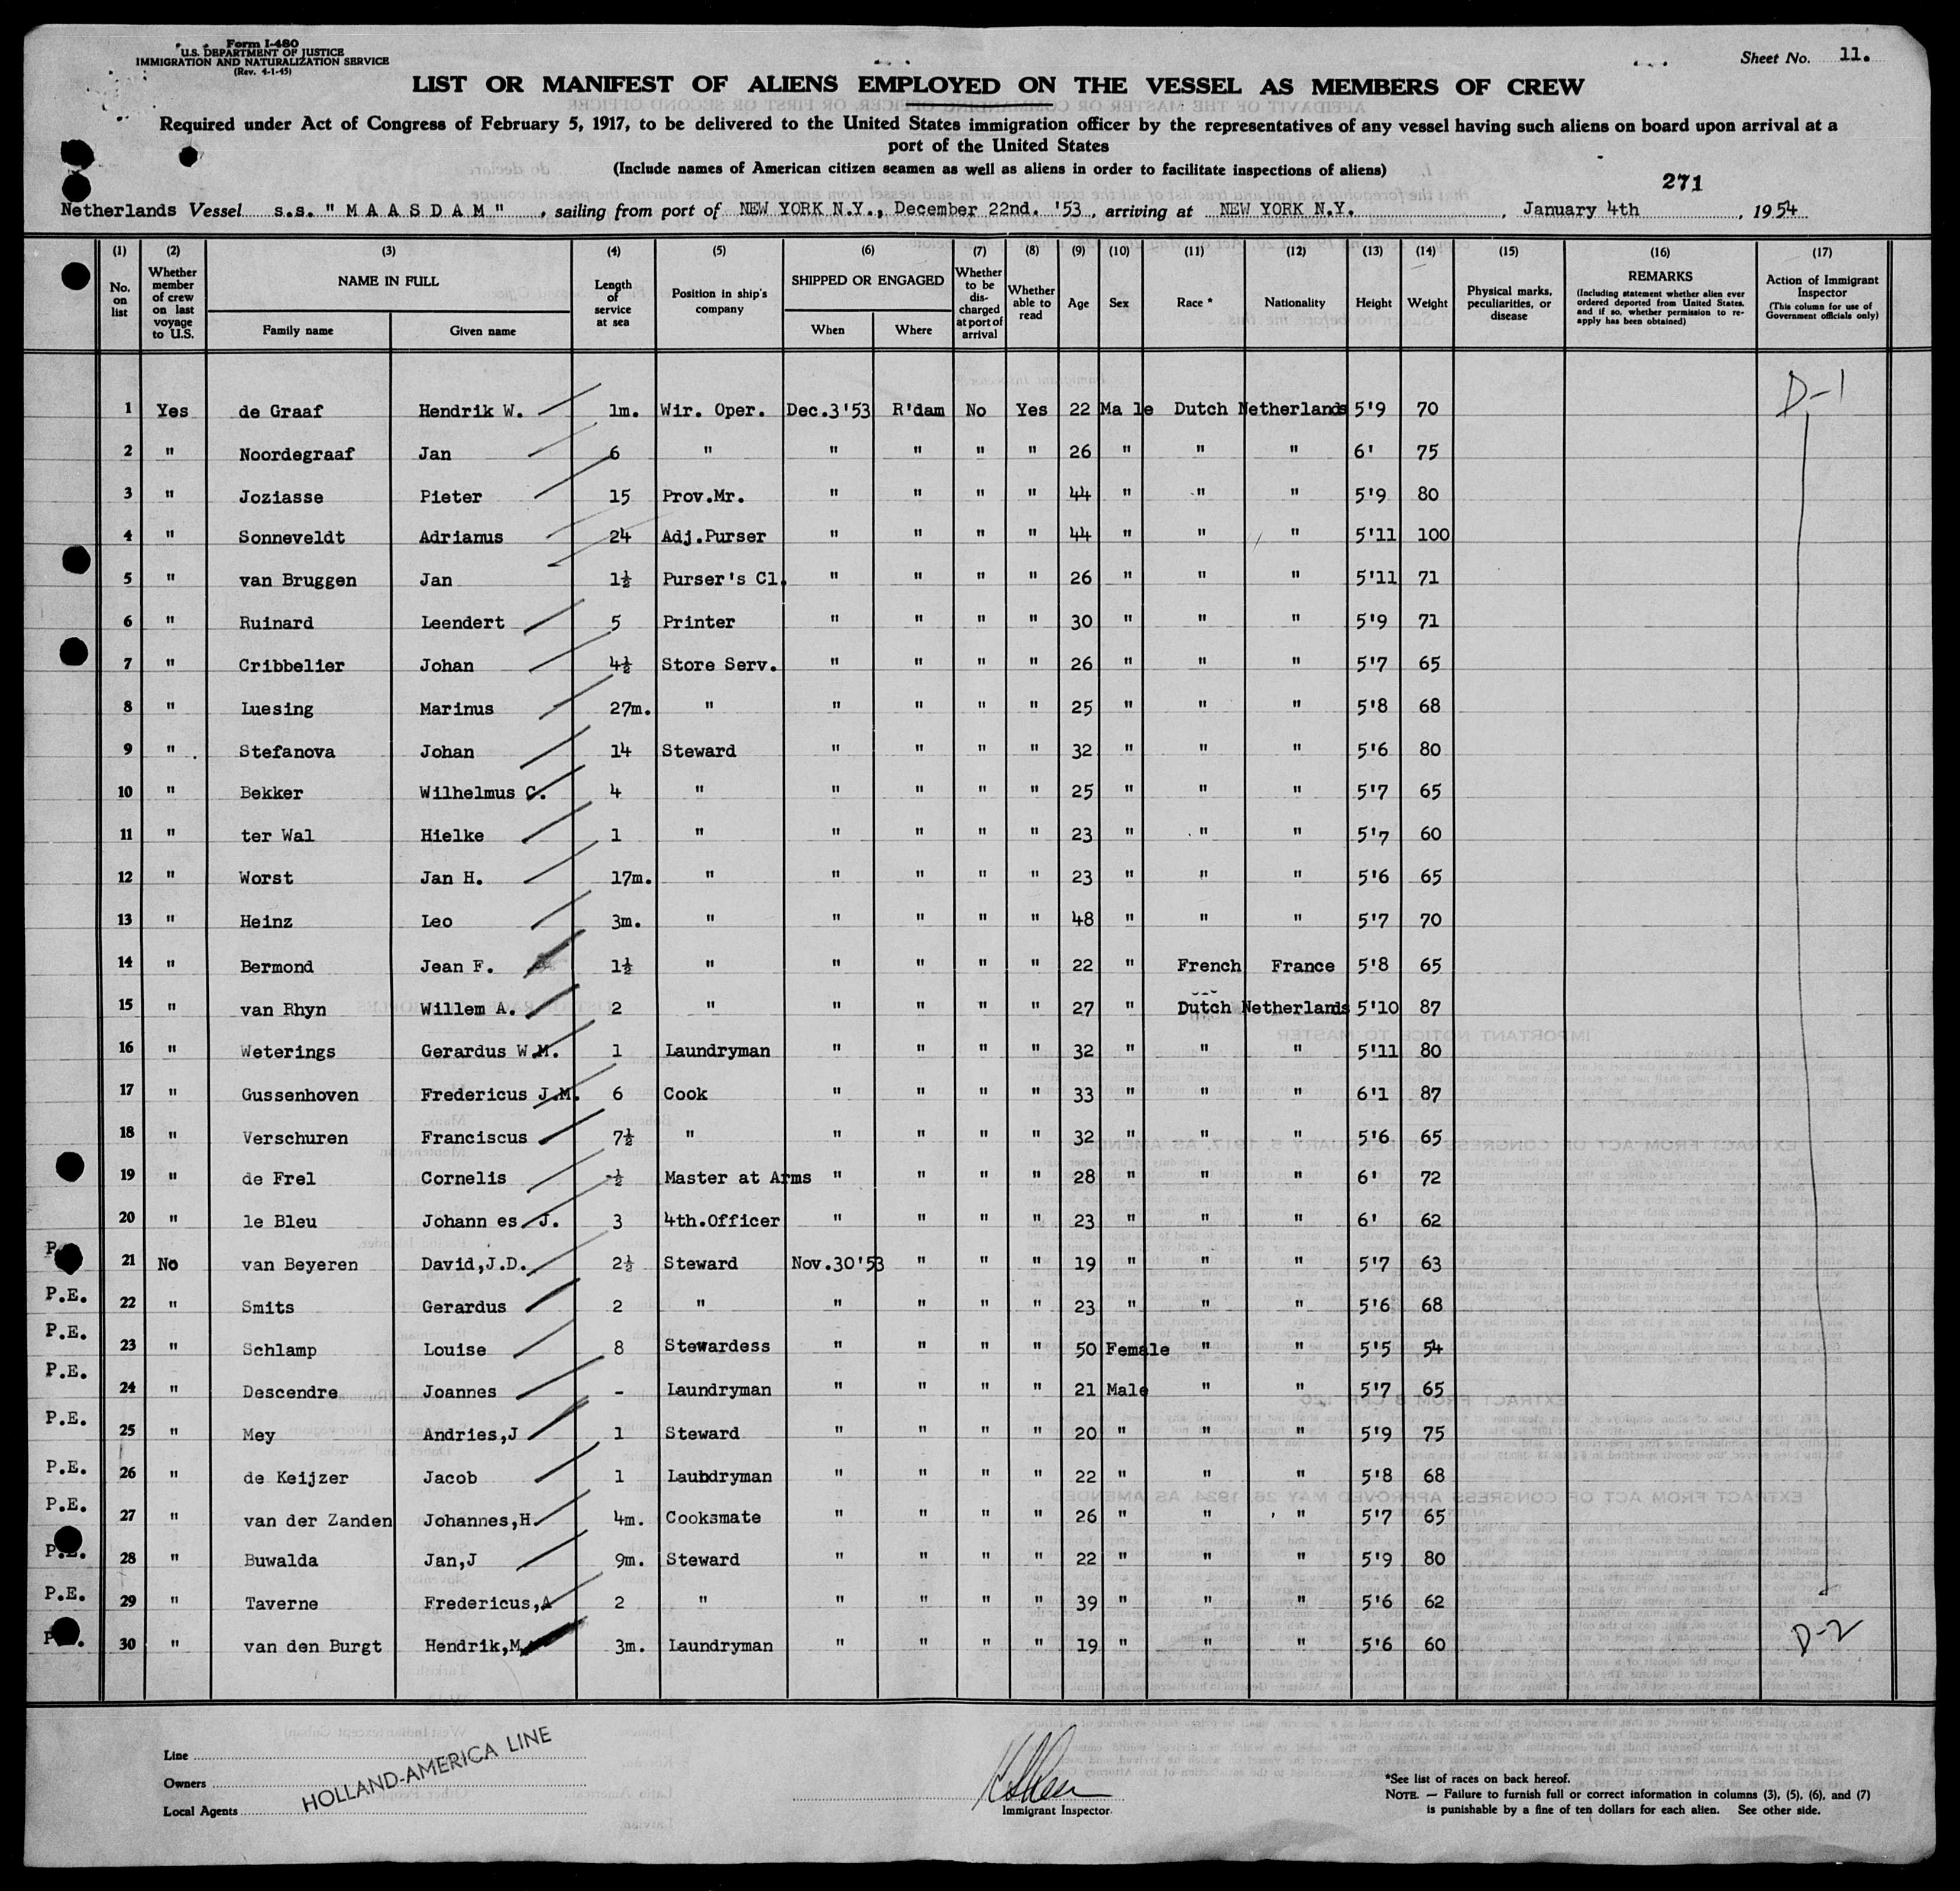 Form I-480
U.S. DEPARTMENT OF JUSTICE
IMMIGRATION AND NATURALIZATION SERVICE
(Rev. 4-1-45)
Sheet No. 11.
LIST OR MANIFEST OF ALIENS EMPLOYED ON THE VESSEL AS MEMBERS OF CREW
Required under Act of Congress of February 5, 1917, to be delivered to the United States immigration officer by the representatives of any vessel having such aliens on board upon arrival at a
port of the United States
(Include names of American citizen seamen as well as aliens in order to facilitate inspections of aliens)
271
Netherlands Vessel s.s. " M A A S D A M " , sailing from port of NEW YORK N.Y., December 22nd. '53, arriving at NEW YORK N.Y. , January 4th , 1954
(1) (2) (3) (4) (5) (6) (7) (8) (9) (10) (11) (12) (13) (14) (15) (16) (17)
No. on list | Whether member of crew on last voyage to U.S. | NAME IN FULL Family name Given name | Length of service at sea | Position in ship's company | SHIPPED OR ENGAGED When Where | Whether to be discharged at port of arrival | Whether able to read | Age | Sex | Race * | Nationality | Height | Weight | Physical marks, peculiarities, or disease | REMARKS (Including statement whether alien ever ordered deported from United States, and if so, whether permission to re-apply has been obtained) | Action of Immigrant Inspector (This column for use of Government officials only)
D-1
1 Yes de Graaf Hendrik W. 1m. Wir. Oper. Dec.3'53 R'dam No Yes 22 Ma le Dutch Netherlands 5'9 70
2 " Noordegraaf Jan 6 " " " " " 26 " " " 6' 75
3 " Joziasse Pieter 15 Prov.Mr. " " " " 44 " " " 5'9 80
4 " Sonneveldt Adrianus 24 Adj.Purser " " " " 44 " " " 5'11 100
5 " van Bruggen Jan 1½ Purser's Cl. " " " " 26 " " " 5'11 71
6 " Ruinard Leendert 5 Printer " " " " 30 " " " 5'9 71
7 " Cribbelier Johan 4½ Store Serv. " " " " 26 " " " 5'7 65
8 " Luesing Marinus 27m. " " " " " 25 " " " 5'8 68
9 " Stefanova Johan 14 Steward " " " " 32 " " " 5'6 80
10 " Bekker Wilhelmus C. 4 " " " " " 25 " " " 5'7 65
11 " ter Wal Hielke 1 " " " " " 23 " " " 5'7 60
12 " Worst Jan H. 17m. " " " " " 23 " " " 5'6 65
13 " Heinz Leo 3m. " " " " " 48 " " " 5'7 70
14 " Bermond Jean F. 1½ " " " " " 22 " French France 5'8 65
15 " van Rhyn Willem A. 2 " " " " " 27 " Dutch Netherlands 5'10 87
16 " Weterings Gerardus W.M. 1 Laundryman " " " " 32 " " " 5'11 80
17 " Gussenhoven Fredericus J.M. 6 Cook " " " " 33 " " " 6'1 87
18 " Verschuren Franciscus 7½ " " " " " 32 " " " 5'6 65
19 " de Frel Cornelis -½ Master at Arms " " " " 28 " " " 6' 72
20 " le Bleu Johann es J. 3 4th.Officer " " " " 23 " " " 6' 62
21 No van Beyeren David,J.D. 2½ Steward Nov.30'53 " " " 19 " " " 5'7 63
P.E. 22 " Smits Gerardus 2 " " " " " 23 " " " 5'6 68
P.E. 23 " Schlamp Louise 8 Stewardess " " " " 50 Female " " 5'5 54
P.E. 24 " Descendre Joannes - Laundryman " " " " 21 Male " " 5'7 65
P.E. 25 " Mey Andries,J 1 Steward " " " " 20 " " " 5'9 75
P.E. 26 " de Keijzer Jacob 1 Laubdryman " " " " 22 " " " 5'8 68
P.E. 27 " van der Zanden Johannes,H. 4m. Cooksmate " " " " 26 " " " 5'7 65
P.E. 28 " Buwalda Jan,J 9m. Steward " " " " 22 " " " 5'9 80
P.E. 29 " Taverne Fredericus,A 2 " " " " " 39 " " " 5'6 62
30 " van den Burgt Hendrik,M. 3m. Laundryman " " " " 19 " " " 5'6 60
D-2
Line
Owners
Local Agents
HOLLAND-AMERICA LINE
Immigrant Inspector
*See list of races on back hereof.
NOTE. — Failure to furnish full or correct information in columns (3), (5), (6), and (7)
is punishable by a fine of ten dollars for each alien. See other side.